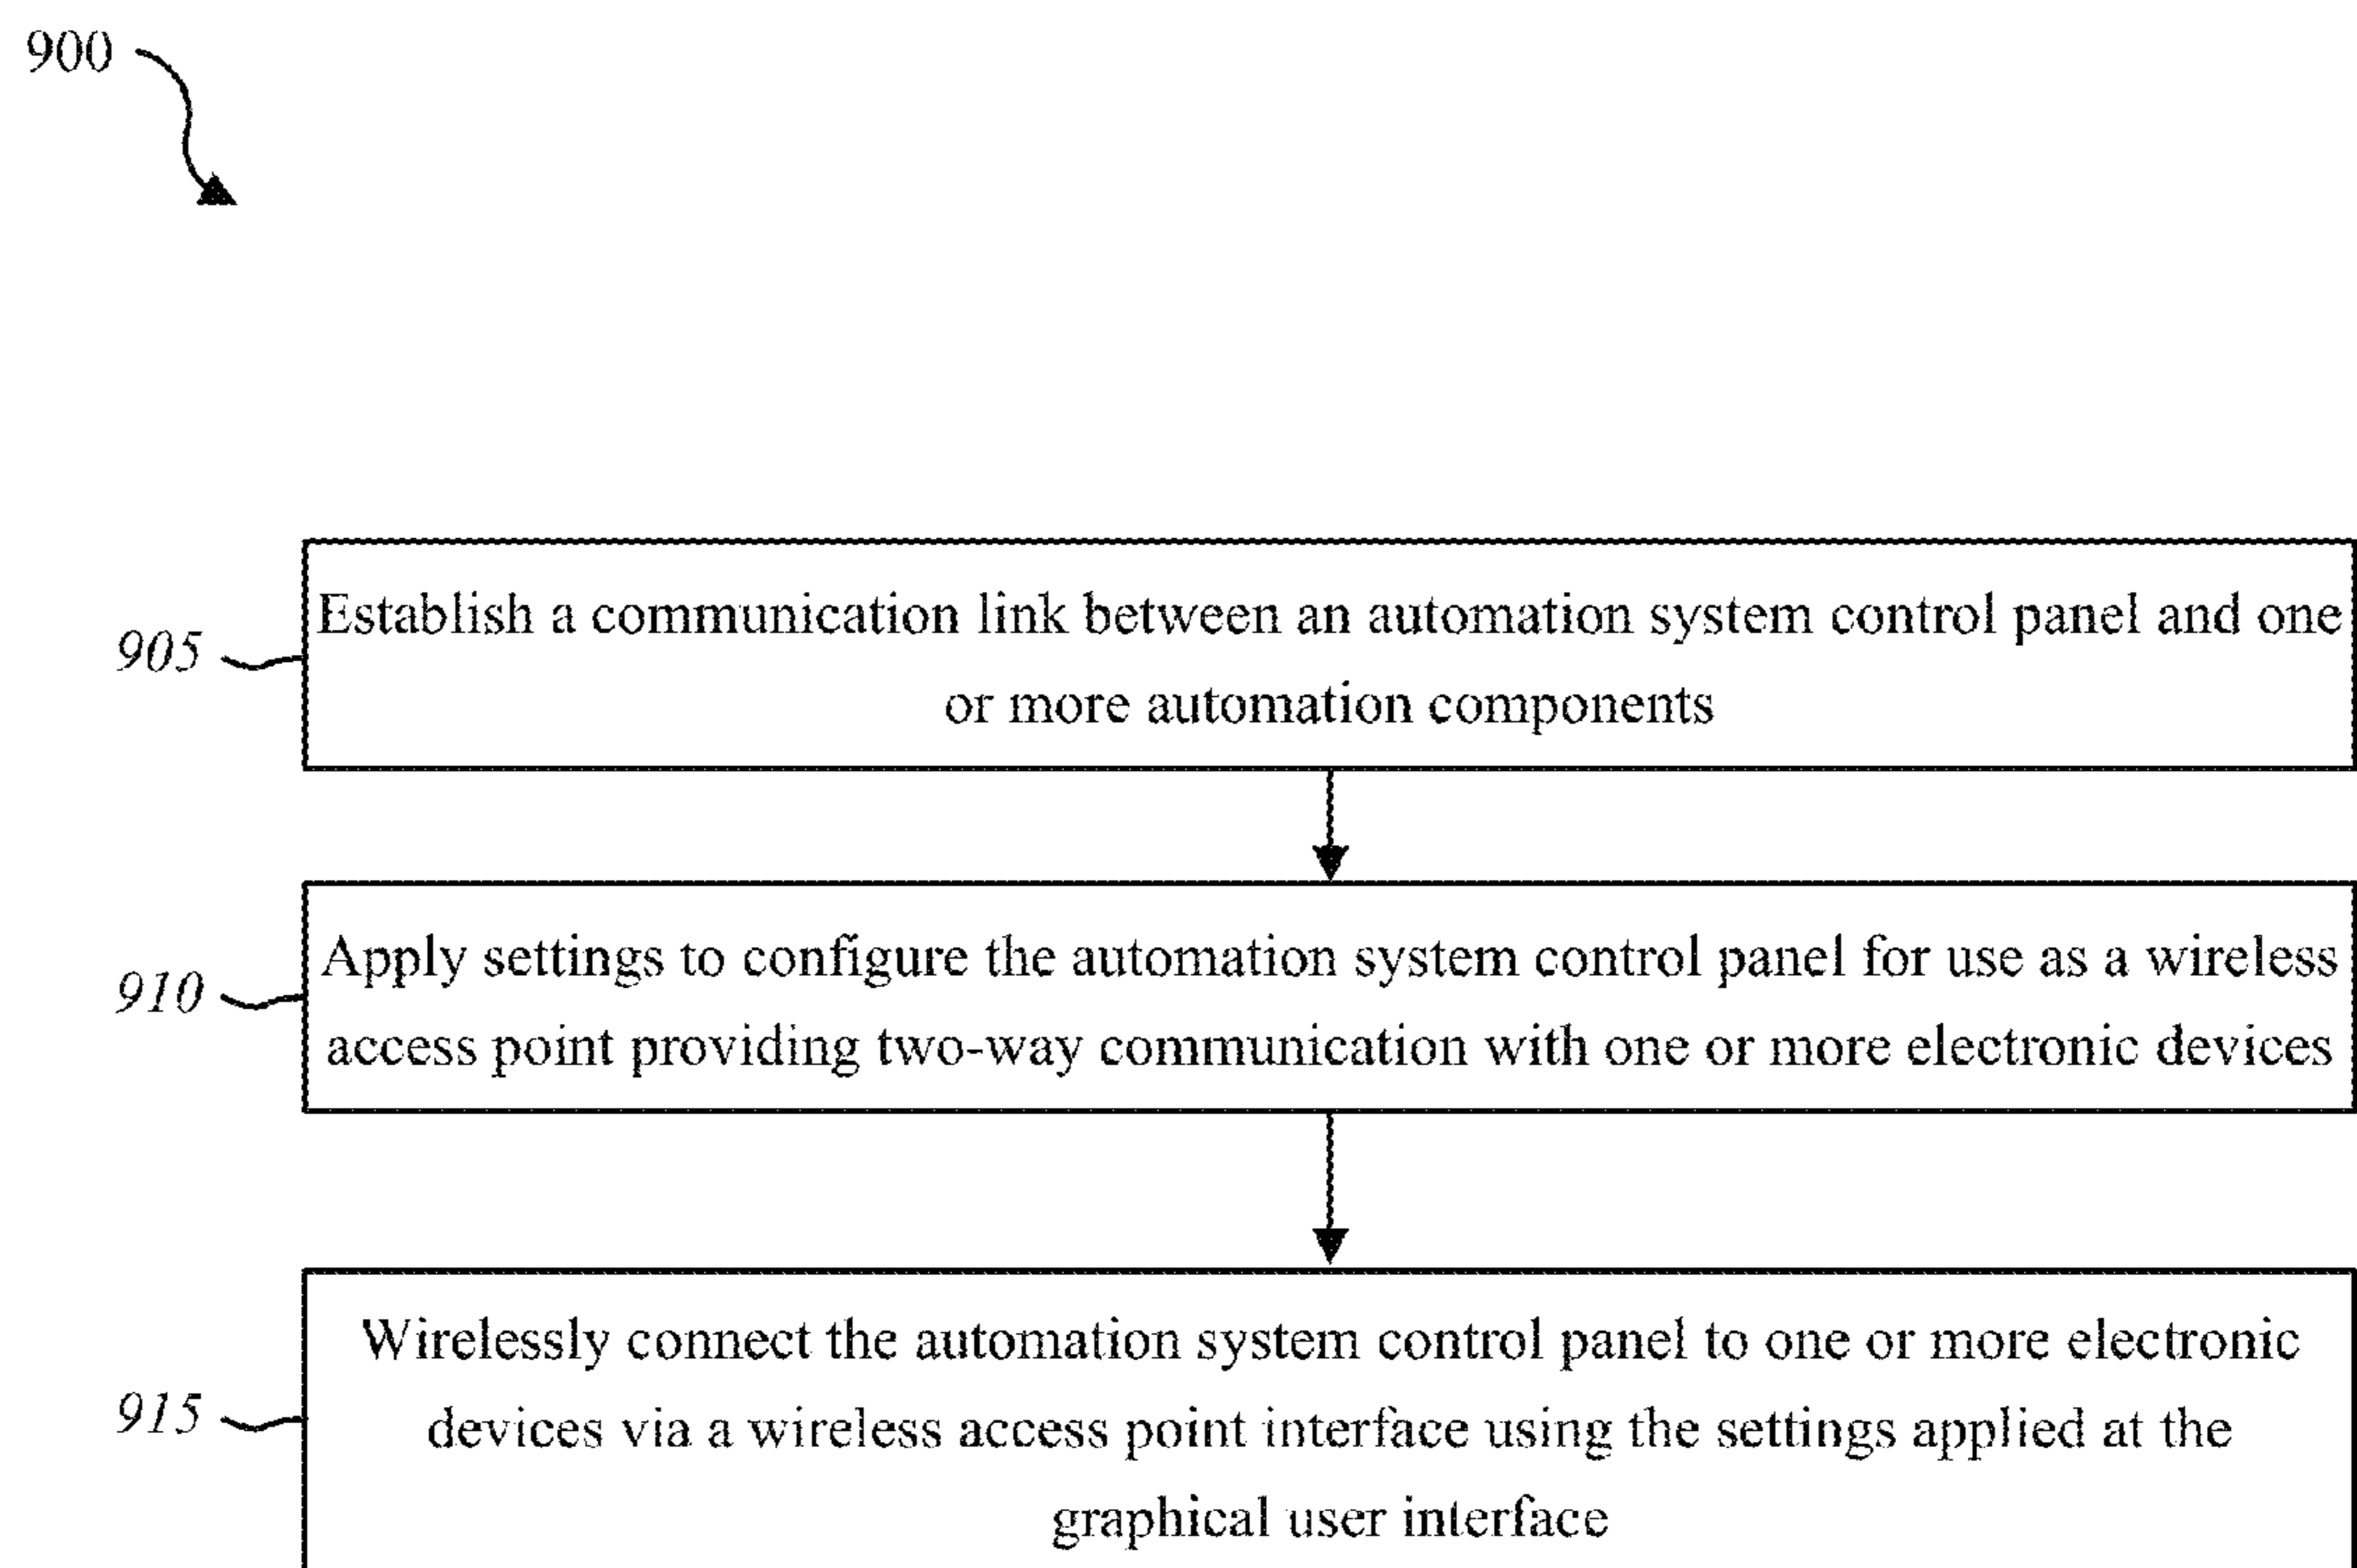 900
905
Establish a communication link between an automation system control panel and one
or more automation components
910
Apply settings to configure the automation system control panel for use as a wireless
access point providing two-way communication with one or more electronic devices
915
Wirelessly connect the automation system control panel to one or more electronic
devices via a wireless access point interface using the settings applied at the
graphical user interface